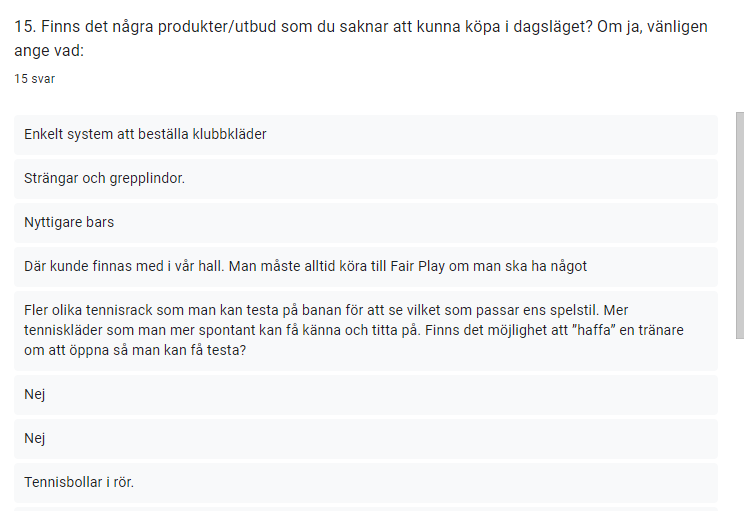 15. Finns det några produkter/utbud som du saknar att kunna köpa i dagsläget? Om ja, vänligen
ange vad:
15 svar
Enkelt system att beställa klubbkläder
Strängar och grepplindor.
Nyttigare bars
Där kunde finnas med i vår hall. Man måste alltid köra till Fair Play om man ska ha något
Fler olika tennisrack som man kan testa på banan för att se vilket som passar ens spelstil. Mer
tenniskläder som man mer spontant kan få känna och titta på. Finns det möjlighet att ”haffa” en tränare
om att öppna så man kan få testa?
Nej
Nej
Tennisbollar i rör.